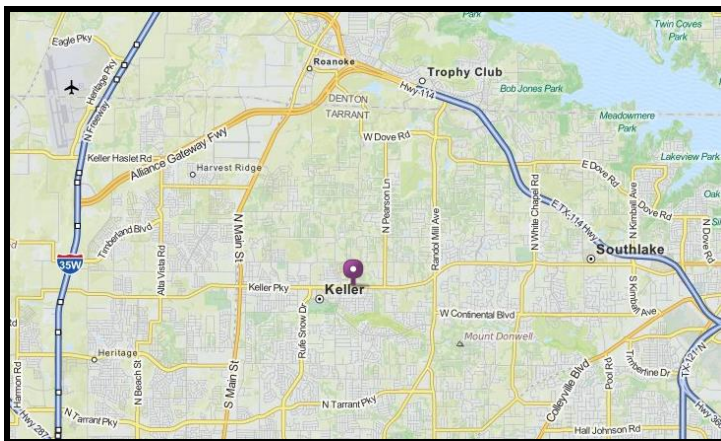 Park
Twin Coves
Park
Eagle Pky
Heritage Pky
N Freeway
Roanoke
Trophy Club
Hwy-114
Bob Jones Park
DENTON
TARRANT
Meadowmere
Park
W Dove Rd
Keller Haslet Rd
Alliance Gateway Fwy
Harvest Ridge
Lakeview Park
E Dove Rd
Dove Rd
Oak
N Pearson Ln
Randol Mill Ave
N White Chapel Rd
N Kimball Ave
N Dove Rd
E TX-114 Hwy
Timberland Blvd
N Main St
Alta Vista Rd
35W
Southlake
Keller Pky
Keller
Rufe Snow Dr
S Kimball Ave
W Continental Blvd
Mount Donwell
Heritage
Harmon Rd
N Beach St
S Main St
Colleyville Blvd
Pool Rd
Timberline Dr
TX-121 N
N Tarrant Pky
N Tarrant Pky
Hall Johnson Rd
Hwy 287